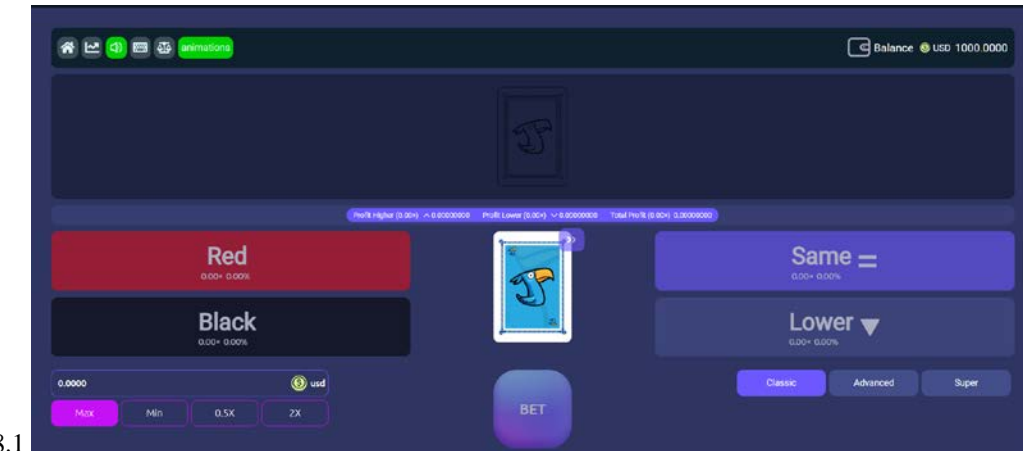 animations
Balance USD 1000.0000
Profit Higher (0.00×) 0.00000000 Profit Lower (0.00×) 0.00000000 Total Profit (0.00×) 0.00000000
Red
0.00× 0.00%
Same =
0.00× 0.00%
Black
0.00× 0.00%
Lower
0.00× 0.00%
0.0000 usd
Max Min 0.5X 2X
BET
Classic Advanced Super
8.1